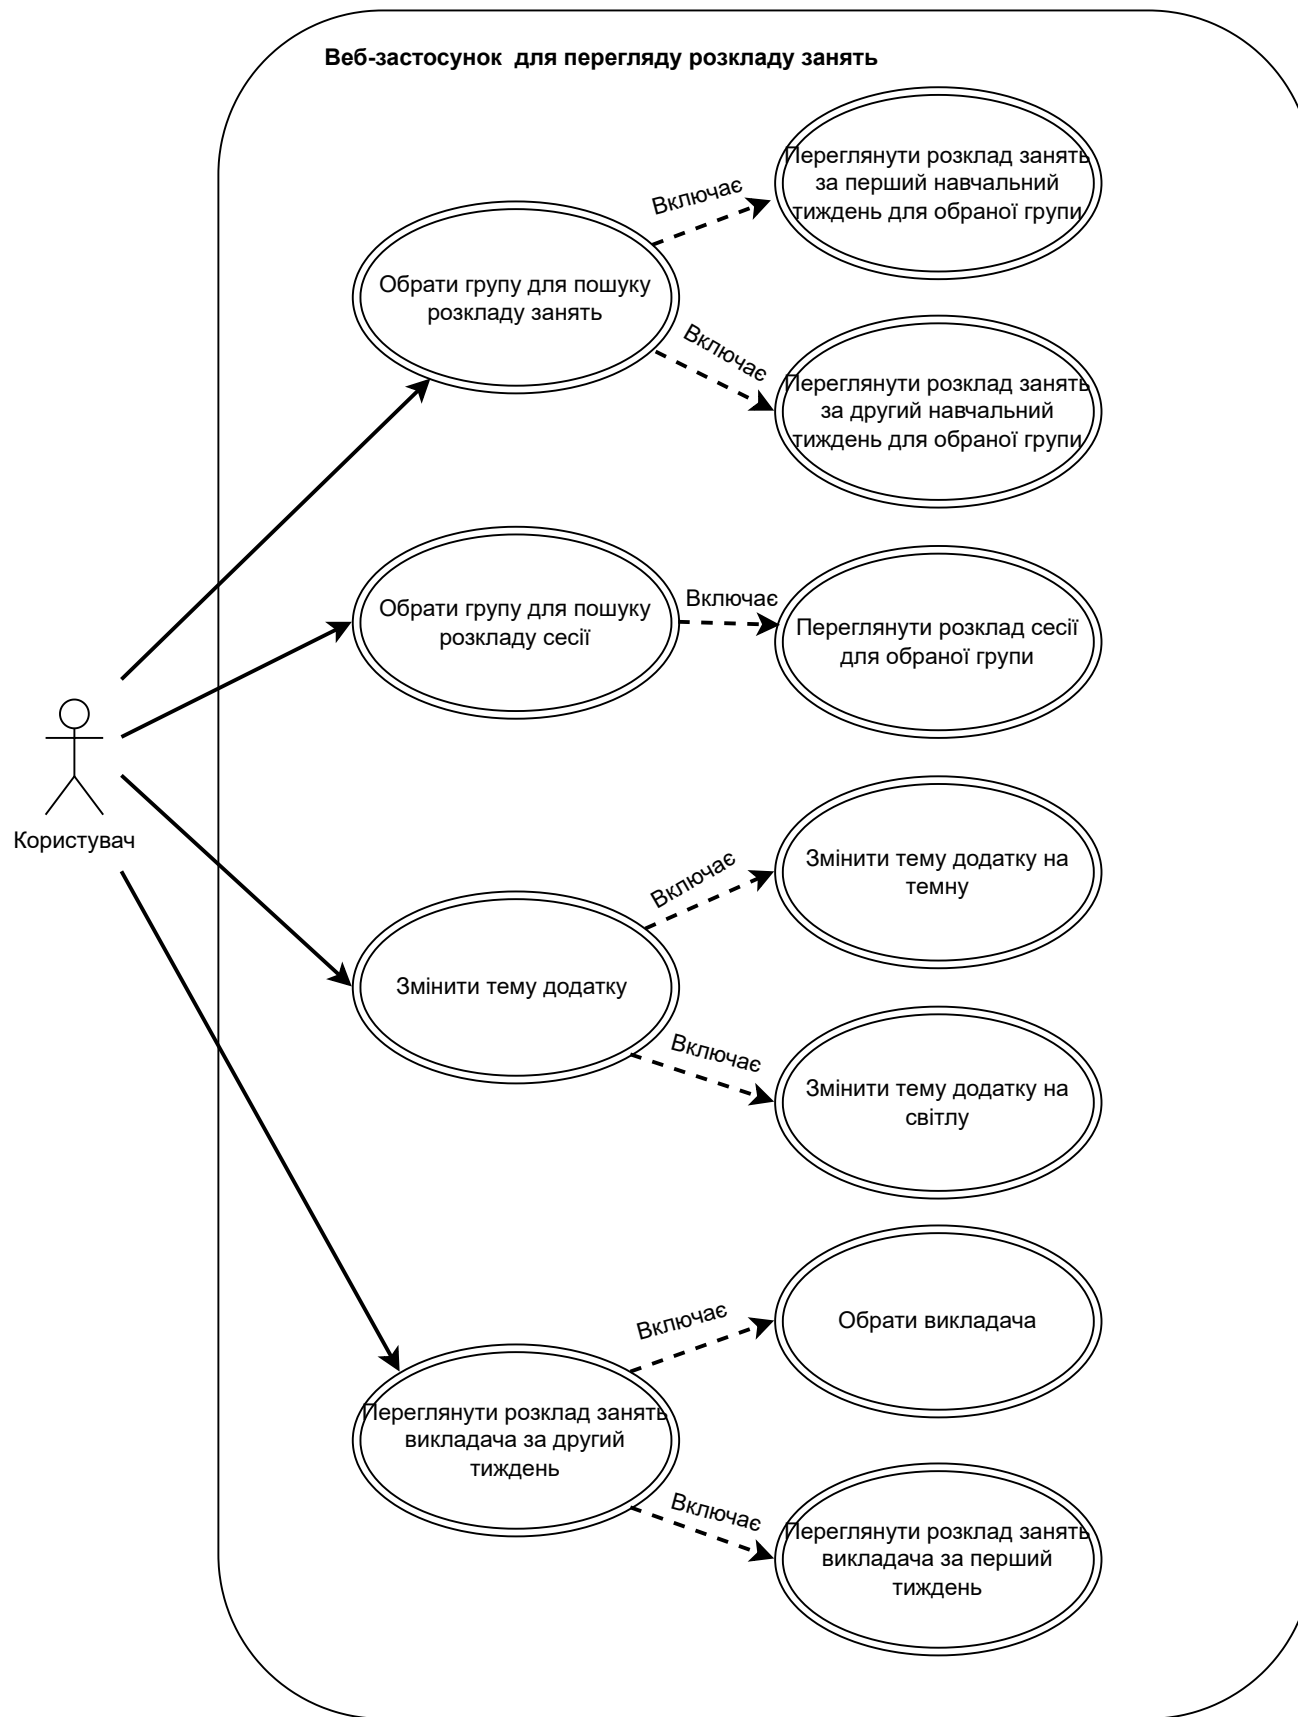 Веб-застосунок для перегляду розкладу занять
Переглянути розклад занять
за перший навчальний
тиждень для обраної групи
Включає
Обрати групу для пошуку
розкладу занять
Включає
Переглянути розклад занять
за другий навчальний
тиждень для обраної групи
Обрати групу для пошуку
розкладу сесії
Включає
Переглянути розклад сесії
для обраної групи
Користувач
Включає
Змінити тему додатку на
темну
Змінити тему додатку
Включає
Змінити тему додатку на
світлу
Включає
Обрати викладача
Переглянути розклад занять
викладача за другий
тиждень
Включає
Переглянути розклад занять
викладача за перший
тиждень